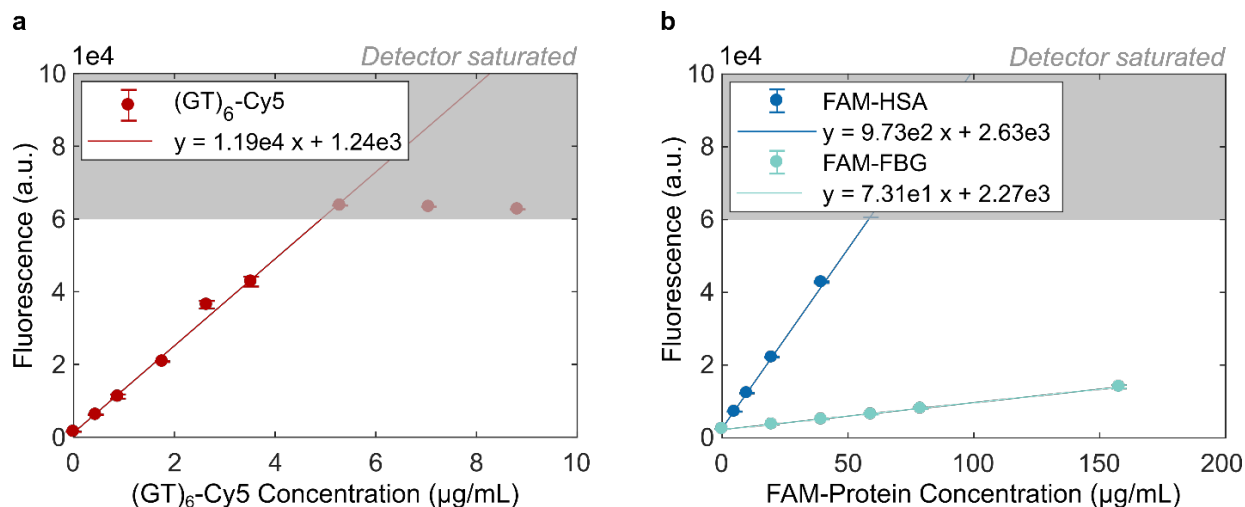 a
1e4
Detector saturated
10
8
6
4
2
0
Fluorescence (a.u.)
(GT)6-Cy5
y = 1.19e4 x + 1.24e3
0 2 4 6 8 10
(GT)6-Cy5 Concentration (µg/mL)
b
1e4
Detector saturated
10
8
6
4
2
0
Fluorescence (a.u.)
FAM-HSA
y = 9.73e2 x + 2.63e3
FAM-FBG
y = 7.31e1 x + 2.27e3
0 50 100 150 200
FAM-Protein Concentration (µg/mL)